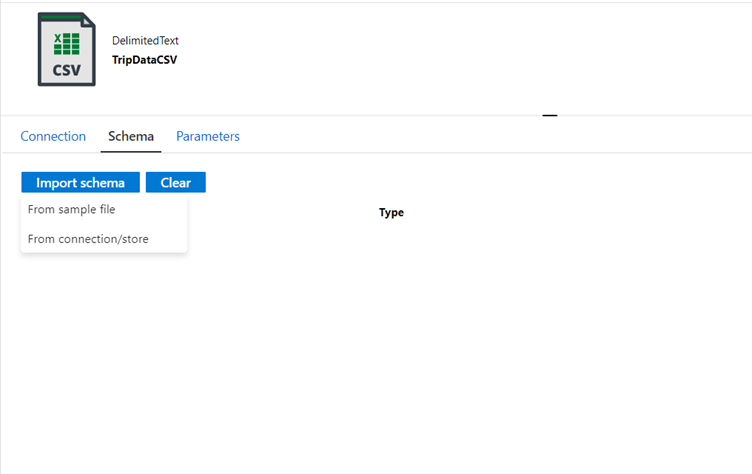 X
CSV
DelimitedText
TripDataCSV
Connection Schema Parameters
Import schema Clear
From sample file
Type
From connection/store